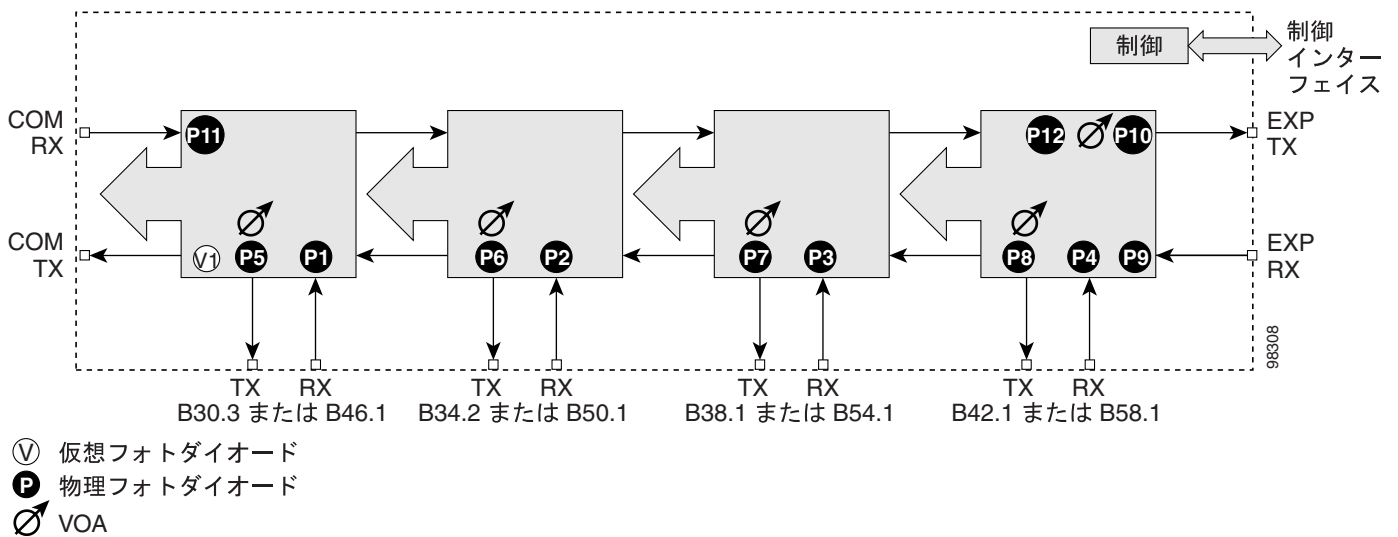 制御
制御
インター
フェイス
COM
RX
P11
P12
P10
EXP
TX
COM
TX
V1
P5
P1
P6
P2
P7
P3
P8
P4
P9
EXP
RX
98308
TX
RX
TX
RX
TX
RX
TX
RX
B30.3 または B46.1
B34.2 または B50.1
B38.1 または B54.1
B42.1 または B58.1
V 仮想フォトダイオード
P 物理フォトダイオード
VOA